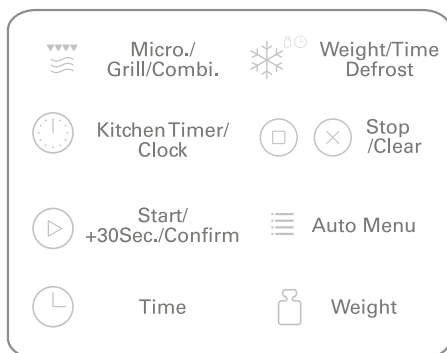 Micro./
Grill/Combi.
Weight/Time
Defrost
Kitchen Timer/
Clock
Stop
/Clear
Start/
+30Sec./Confirm
Auto Menu
Time
Weight